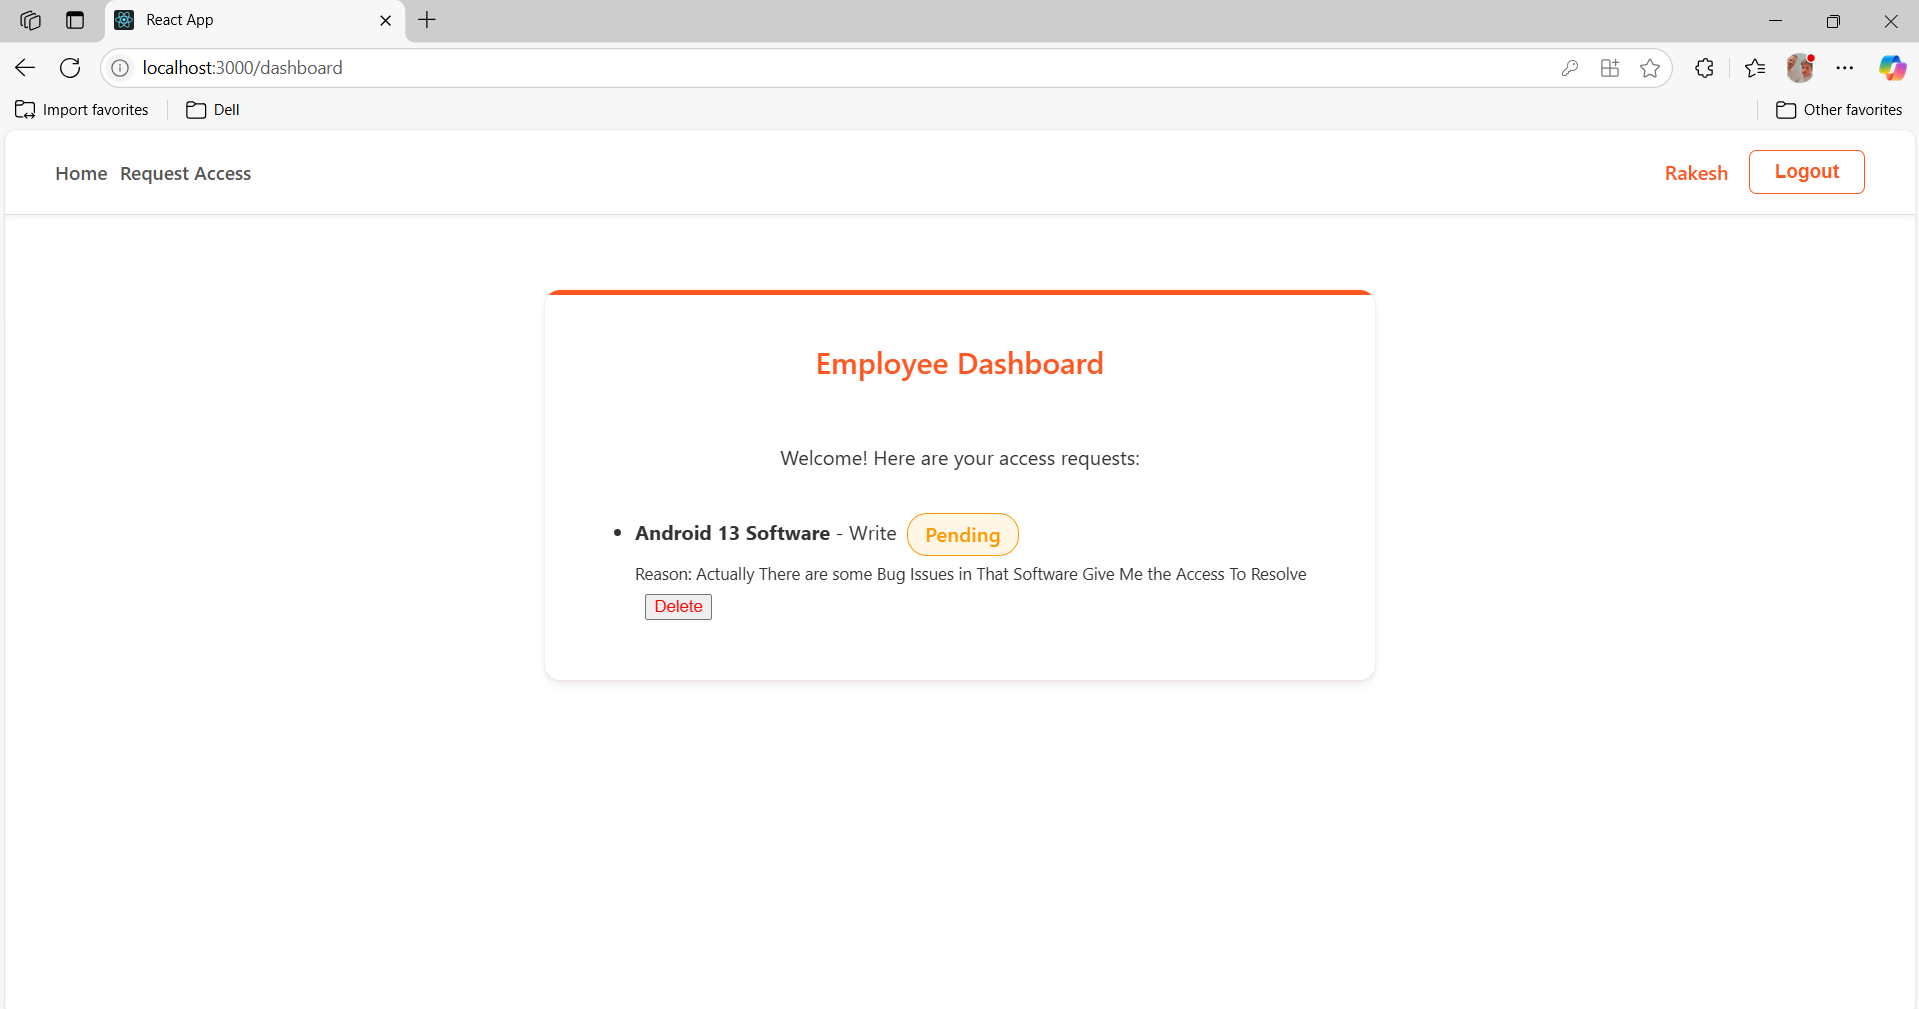 React App
localhost:3000/dashboard
Import favorites
Dell
Other favorites
Home Request Access
Rakesh
Logout
Employee Dashboard
Welcome! Here are your access requests:
• Android 13 Software - Write Pending
Reason: Actually There are some Bug Issues in That Software Give Me the Access To Resolve
Delete